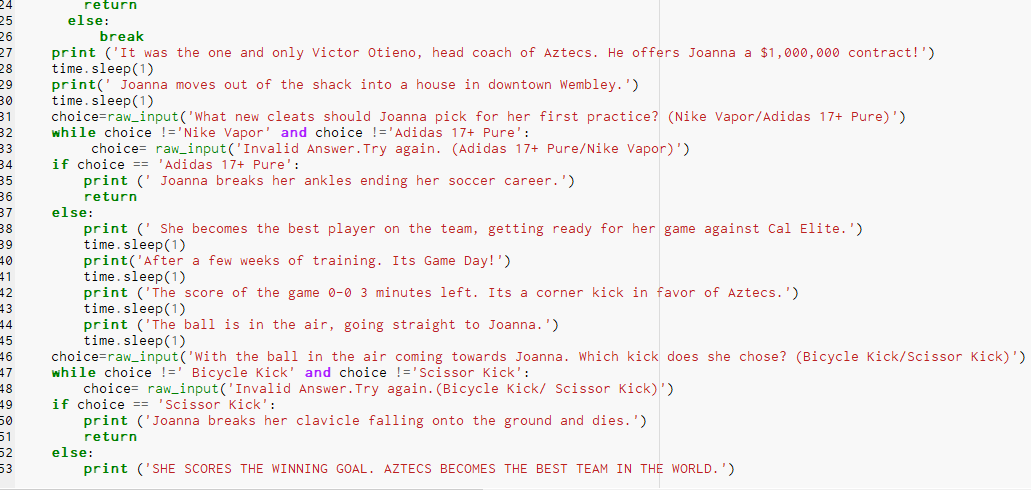 24 return
25 else:
26 break
27 print ('It was the one and only Victor Otieno, head coach of Aztecs. He offers Joanna a $1,000,000 contract!')
28 time.sleep(1)
29 print(' Joanna moves out of the shack into a house in downtown Wembley.')
30 time.sleep(1)
31 choice=raw_input('What new cleats should Joanna pick for her first practice? (Nike Vapor/Adidas 17+ Pure)')
32 while choice !='Nike Vapor' and choice !='Adidas 17+ Pure':
33 choice= raw_input('Invalid Answer.Try again. (Adidas 17+ Pure/Nike Vapor)')
34 if choice == 'Adidas 17+ Pure':
35 print (' Joanna breaks her ankles ending her soccer career.')
36 return
37 else:
38 print (' She becomes the best player on the team, getting ready for her game against Cal Elite.')
39 time.sleep(1)
40 print('After a few weeks of training. Its Game Day!')
41 time.sleep(1)
42 print ('The score of the game 0-0 3 minutes left. Its a corner kick in favor of Aztecs.')
43 time.sleep(1)
44 print ('The ball is in the air, going straight to Joanna.')
45 time.sleep(1)
46 choice=raw_input('With the ball in the air coming towards Joanna. Which kick does she chose? (Bicycle Kick/Scissor Kick)')
47 while choice !=' Bicycle Kick' and choice !='Scissor Kick':
48 choice= raw_input('Invalid Answer.Try again.(Bicycle Kick/ Scissor Kick)')
49 if choice == 'Scissor Kick':
50 print ('Joanna breaks her clavicle falling onto the ground and dies.')
51 return
52 else:
53 print ('SHE SCORES THE WINNING GOAL. AZTECS BECOMES THE BEST TEAM IN THE WORLD.')